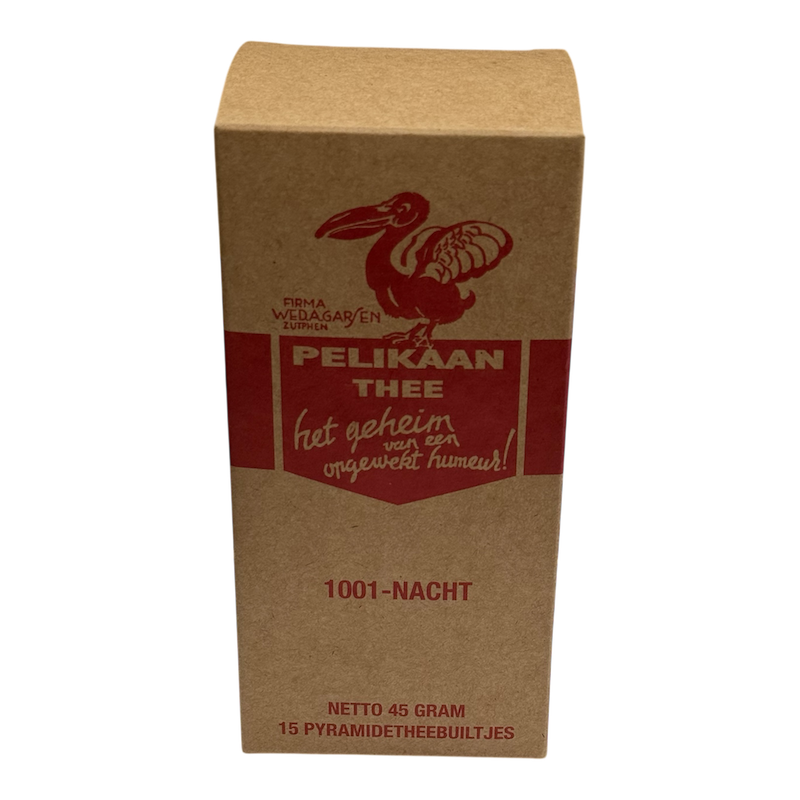 FIRMA
WED.A.GARSEN
ZUTPHEN
PELIKAAN
THEE
het geheim
van een
opgewekt humeur!
1001-NACHT
NETTO 45 GRAM
15 PYRAMIDETHEEBUILTJES